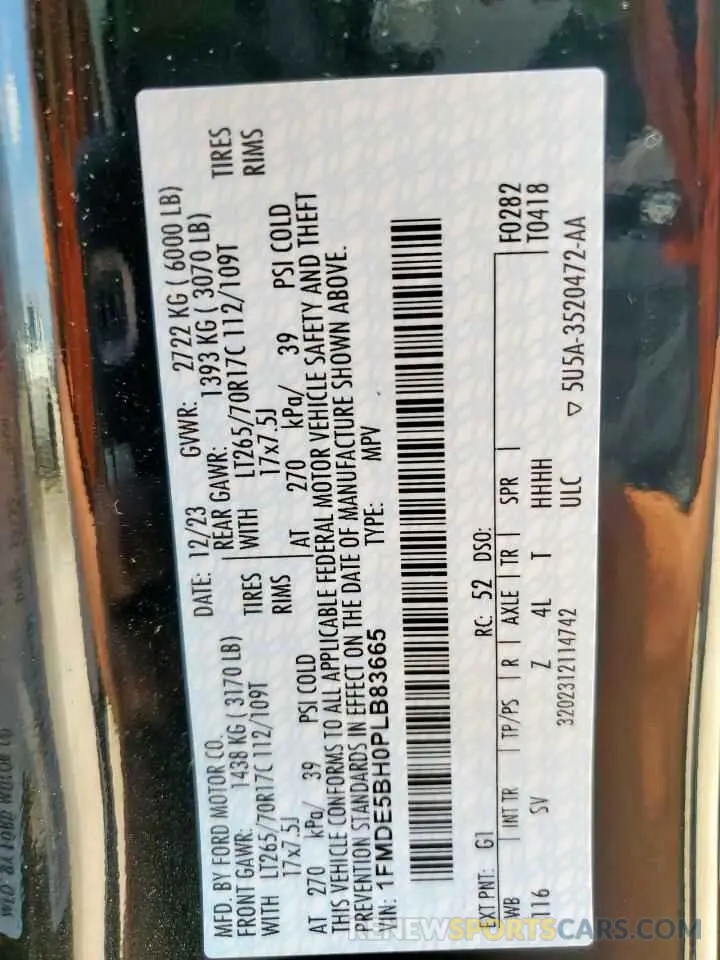 MFD. BY FORD MOTOR CO.
DATE: 12/23 GVWR: 2722 KG ( 6000 LB)
FRONT GAWR: 1438 KG ( 3170 LB) REAR GAWR: 1393 KG ( 3070 LB)
WITH LT265/70R17C 112/109T TIRES WITH LT265/70R17C 112/109T TIRES
17x7.5J RIMS 17x7.5J RIMS
AT 270 kPa/ 39 PSI COLD AT 270 kPa/ 39 PSI COLD
THIS VEHICLE CONFORMS TO ALL APPLICABLE FEDERAL MOTOR VEHICLE SAFETY AND THEFT
PREVENTION STANDARDS IN EFFECT ON THE DATE OF MANUFACTURE SHOWN ABOVE.
VIN: 1FMDE5BH0PLB83665 TYPE: MPV
EXT PNT: G1 RC: 52 DSO: F0282
WB INT TR TP/PS R AXLE TR SPR T0418
116 SV Z 4L T HHHH
3202312114742 ULC ▽ 5U5A-3520472-AA
RENEWSPORTSCARS.COM